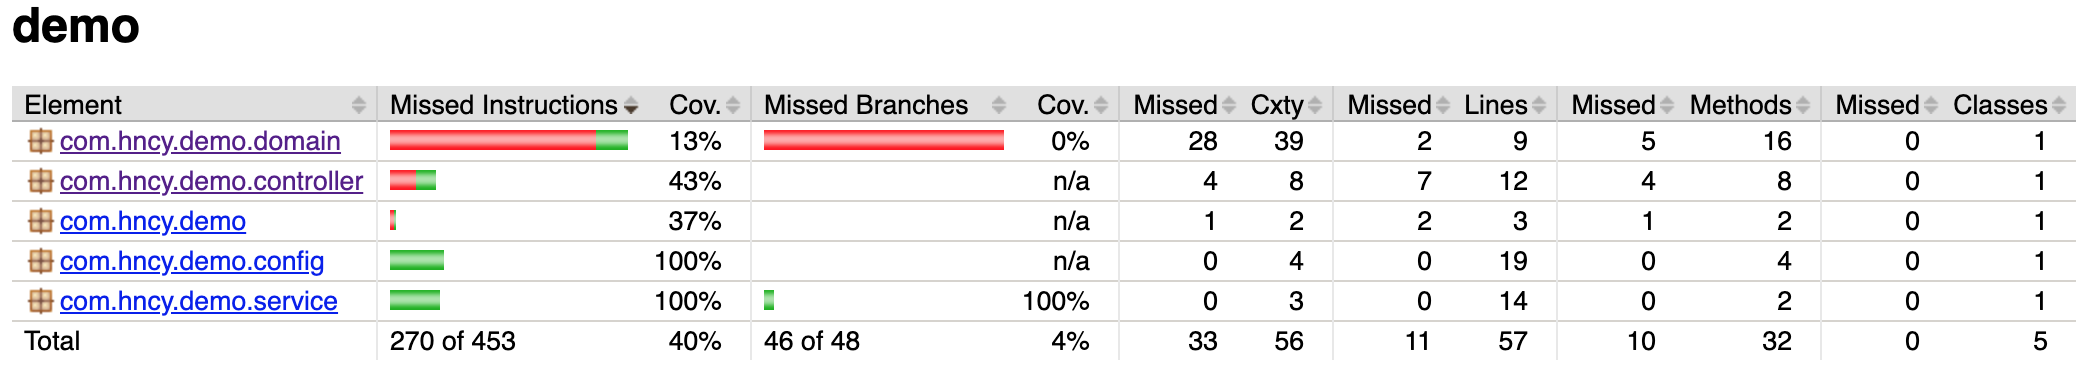 demo
Element Missed Instructions Cov. Missed Branches Cov. Missed Cxty Missed Lines Missed Methods Missed Classes
com.hncy.demo.domain 13% 0% 28 39 2 9 5 16 0 1
com.hncy.demo.controller 43% n/a 4 8 7 12 4 8 0 1
com.hncy.demo 37% n/a 1 2 2 3 1 2 0 1
com.hncy.demo.config 100% n/a 0 4 0 19 0 4 0 1
com.hncy.demo.service 100% 100% 0 3 0 14 0 2 0 1
Total 270 of 453 40% 46 of 48 4% 33 56 11 57 10 32 0 5